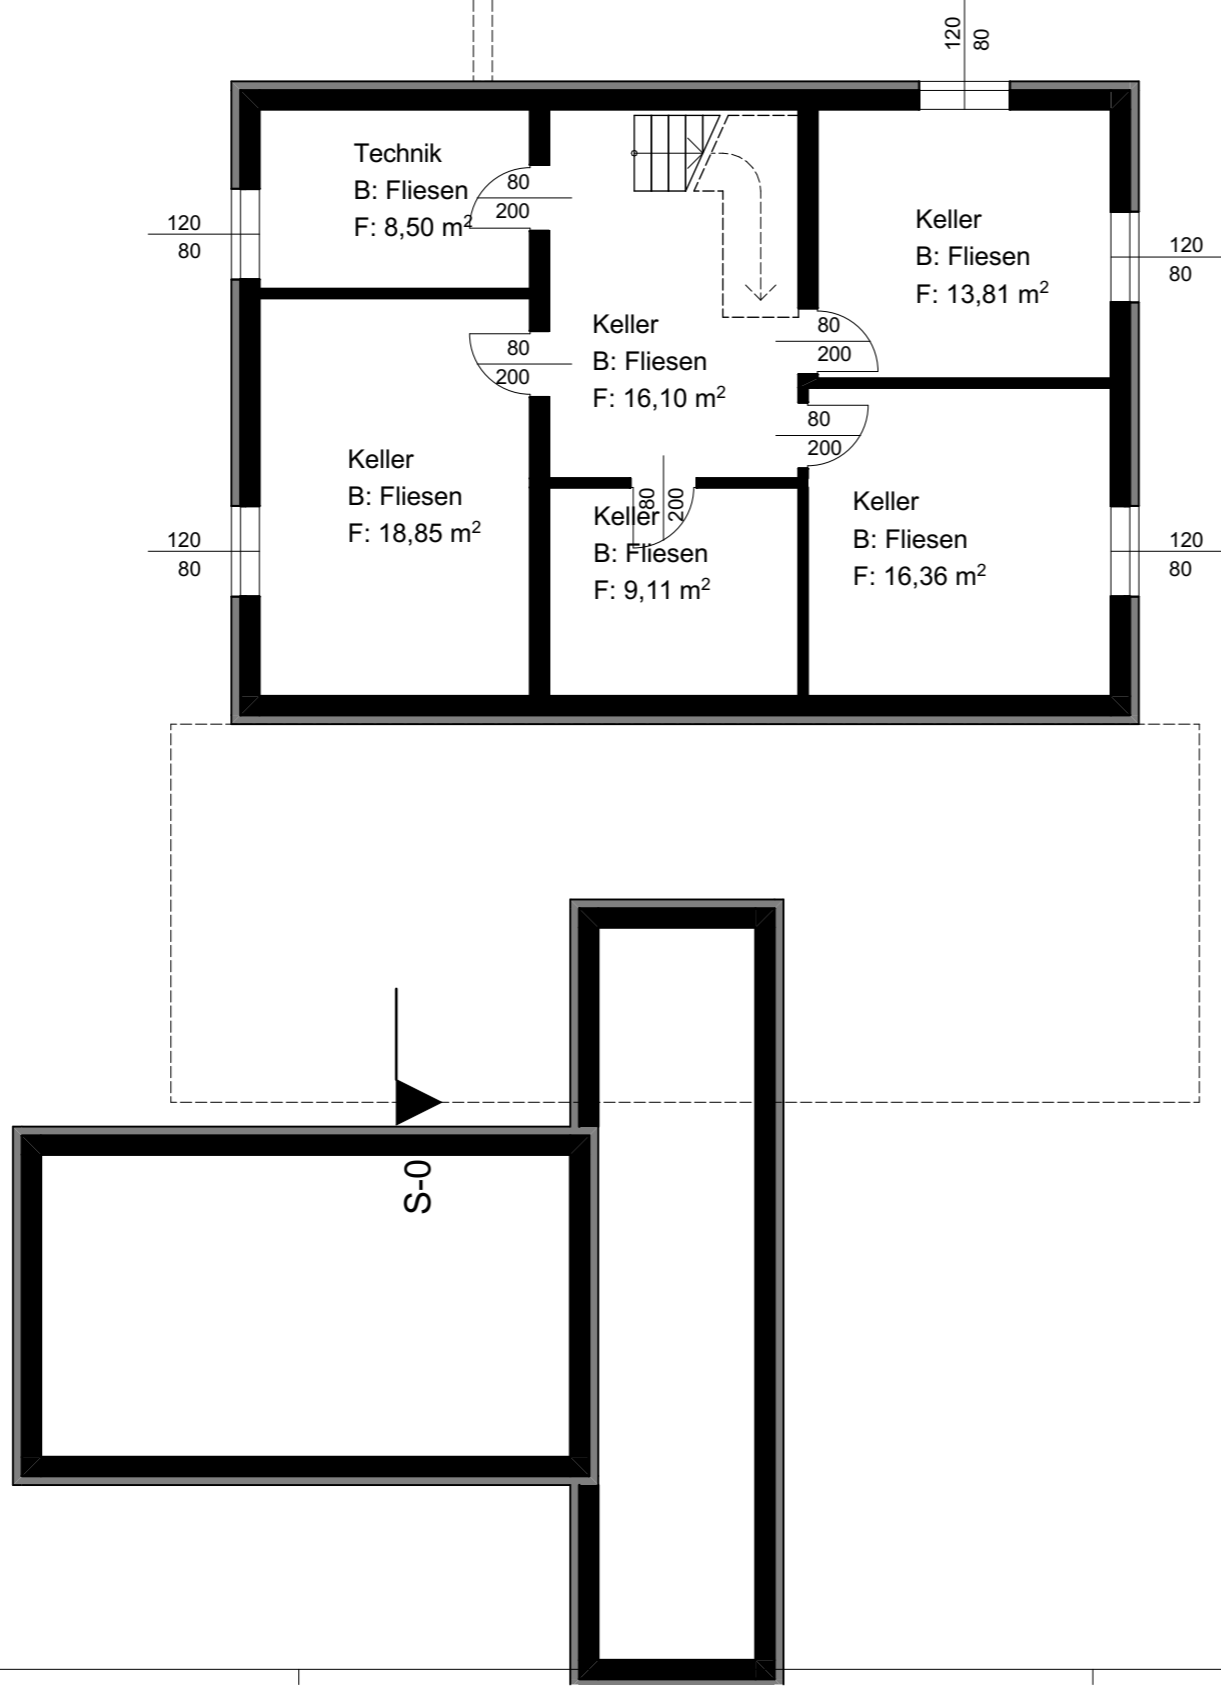 120
80
Technik
B: Fliesen
F: 8,50 m²
80
200
120
80
Keller
B: Fliesen
F: 13,81 m²
120
80
Keller
B: Fliesen
F: 16,10 m²
80
200
80
200
80
200
Keller
B: Fliesen
F: 18,85 m²
80
200
Keller
B: Fliesen
F: 9,11 m²
Keller
B: Fliesen
F: 16,36 m²
120
80
120
80
S-0